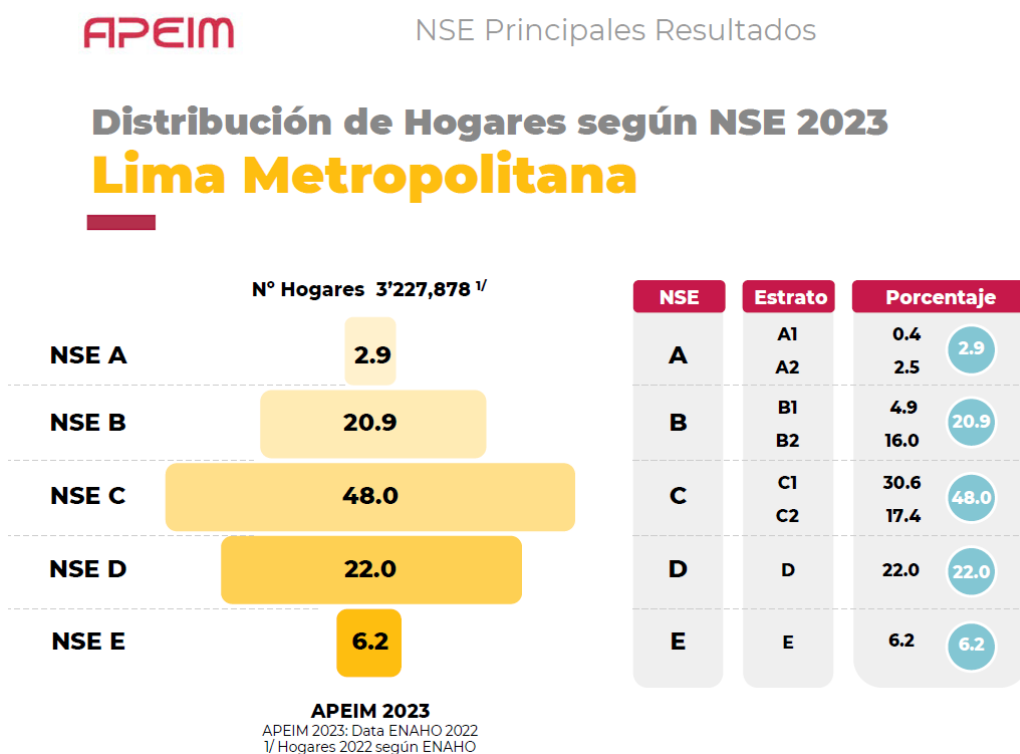 APEIM
NSE Principales Resultados
Distribución de Hogares según NSE 2023
Lima Metropolitana
N° Hogares 3’227,878 1/
NSE A 2.9
NSE B 20.9
NSE C 48.0
NSE D 22.0
NSE E 6.2
APEIM 2023
APEIM 2023: Data ENAHO 2022
1/ Hogares 2022 según ENAHO
NSE Estrato Porcentaje
A A1 0.4 2.9
A2 2.5
B B1 4.9 20.9
B2 16.0
C C1 30.6 48.0
C2 17.4
D D 22.0 22.0
E E 6.2 6.2